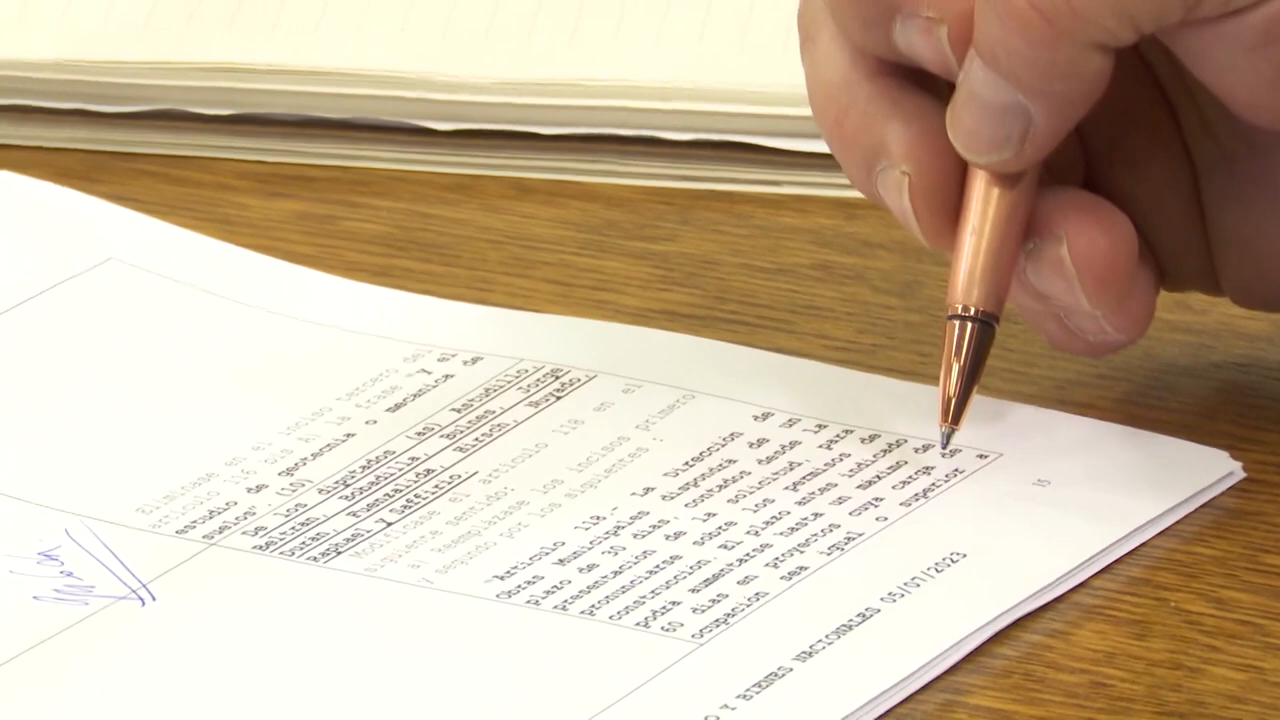 Elimínase en el inciso tercero del
artículo 116 bis A) la frase "y el
estudio de geotecnia o mecánica de
suelos"
(10) De los diputados (as) Astudillo,
Beltrán, Bobadilla, Bulnes, Jorge
Durán, Fuenzalida, Hirsch, Nuyado,
Raphael y Saffirio.
Modifícase el artículo 118 en el
siguiente sentido:
a) Reemplázase los incisos primero
y segundo por los siguientes:
"Artículo 118.- La Dirección de
Obras Municipales dispondrá de un
plazo de 30 días contados desde la
presentación de la solicitud, para
pronunciarse sobre los permisos de
construcción. El plazo antes indicado
podrá aumentarse hasta un máximo de
60 días en proyectos cuya carga de
ocupación sea igual o superior a
15
O Y BIENES NACIONALES 05/07/2023